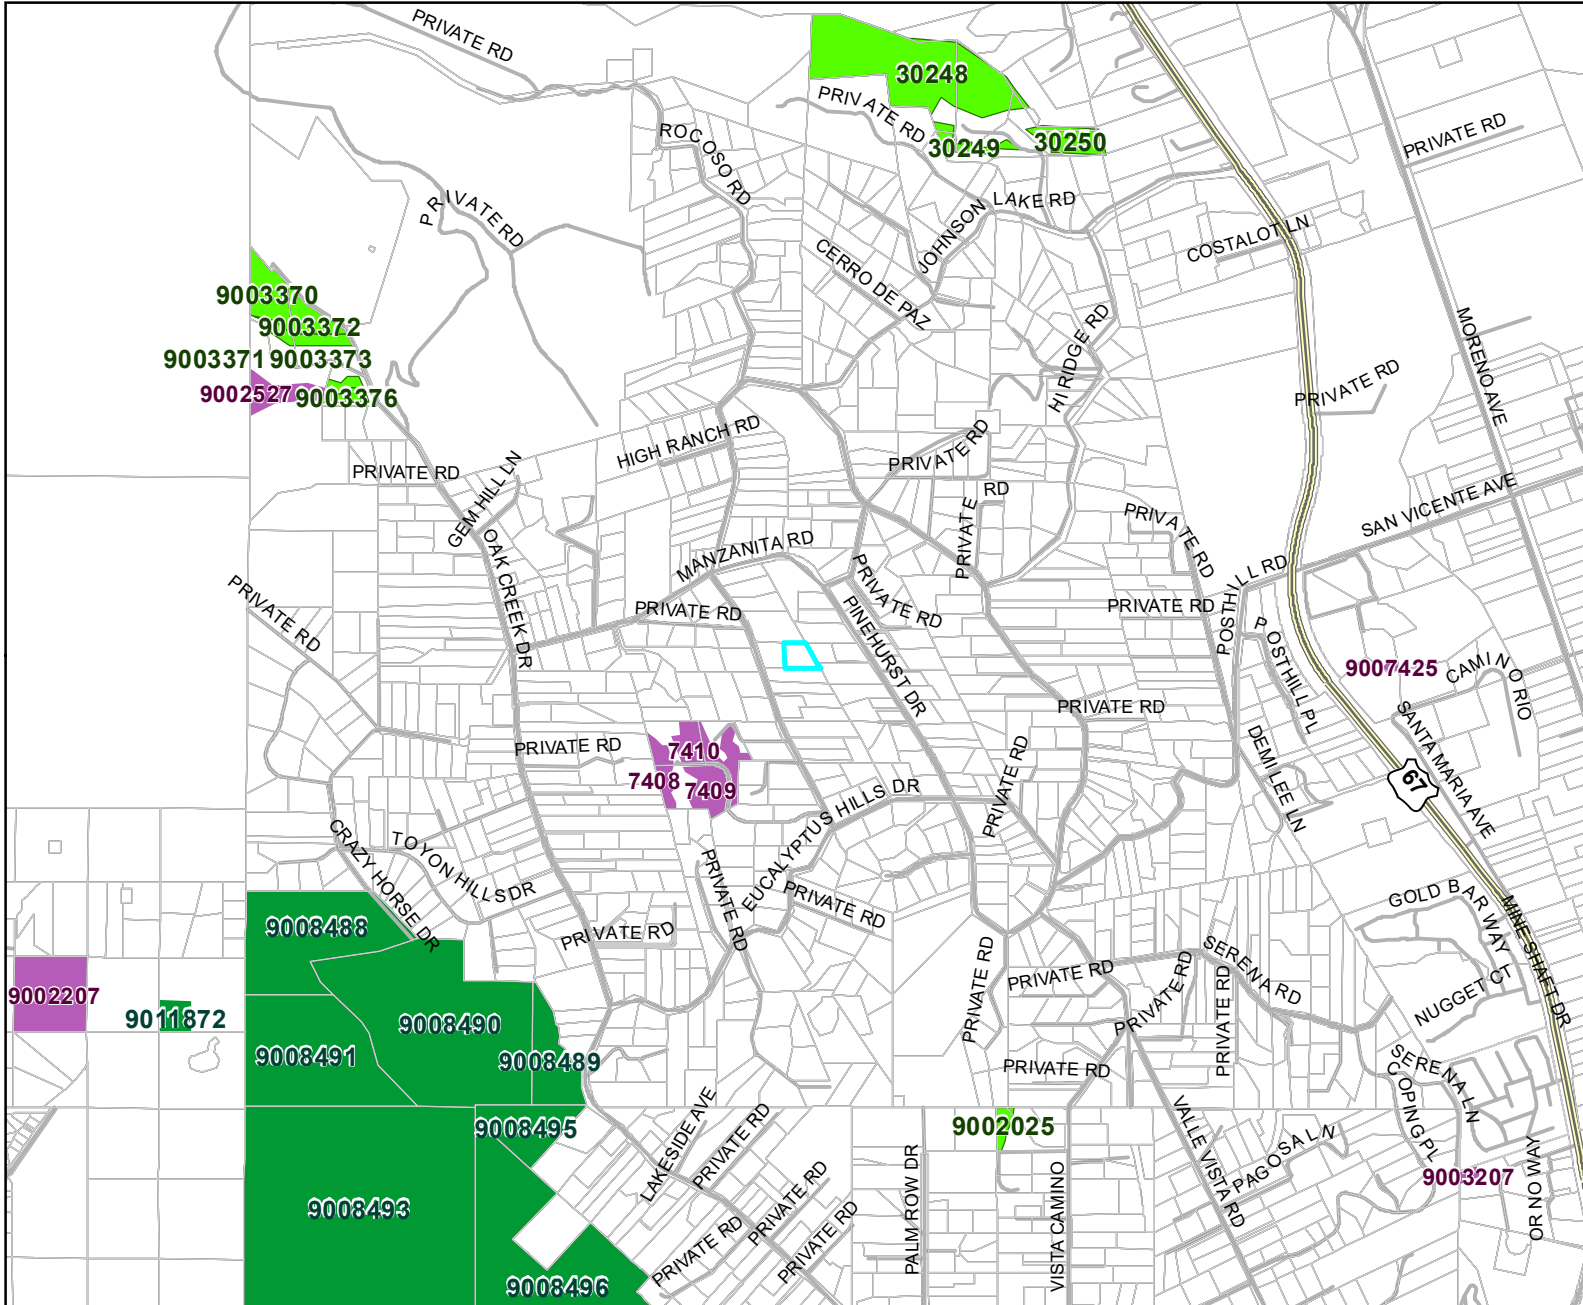 PRIVATE RD
30248
PRIVATE RD
ROCOSO RD
30249
30250
PRIVATE RD
PRIVATE RD
JOHNSON LAKE RD
COSTALOT LN
CERRO DE PAZ
9003370
9003372
9003371
9003373
9002527
9003376
HIRIDGE RD
MORENO AVE
PRIVATE RD
HIGH RANCH RD
PRIVATE RD
PRIVATE RD
GEM HILL LN
PRIVATE RD
PRIVATE RD
SAN VICENTE AVE
OAK CREEK DR
MANZANITA RD
PRIVATE RD
PRIVATE RD
POSTHILL RD
PRIVATE RD
PRIVATE RD
PINEHURST DR
POSTHILL PL
9007425
CAMINO RIO
PRIVATE RD
SANTA MARIA AVE
PRIVATE RD
7410
7408
7409
PRIVATE RD
DEMI LEE LN
67
EUCALYPTUS HILLS DR
CRAZY HORSE DR
TOYON HILLS DR
PRIVATE RD
PRIVATE RD
GOLD BAR WAY
MINE SHAFT DR
9008488
PRIVATE RD
PRIVATE RD
PRIVATE RD
PRIVATE RD
PRIVATE RD
SERENA RD
NUGGET CT
9002207
9011872
9008490
9008491
9008489
PRIVATE RD
SERENA LN
COPING PL
9008495
LAKESIDE AVE
PRIVATE RD
9002025
VALLE VISTA RD
PAGOSA LN
9003207
OR NO WAY
9008493
PRIVATE RD
PRIVATE RD
PRIVATE RD
PALM ROW DR
VISTA CAMINO
9008496